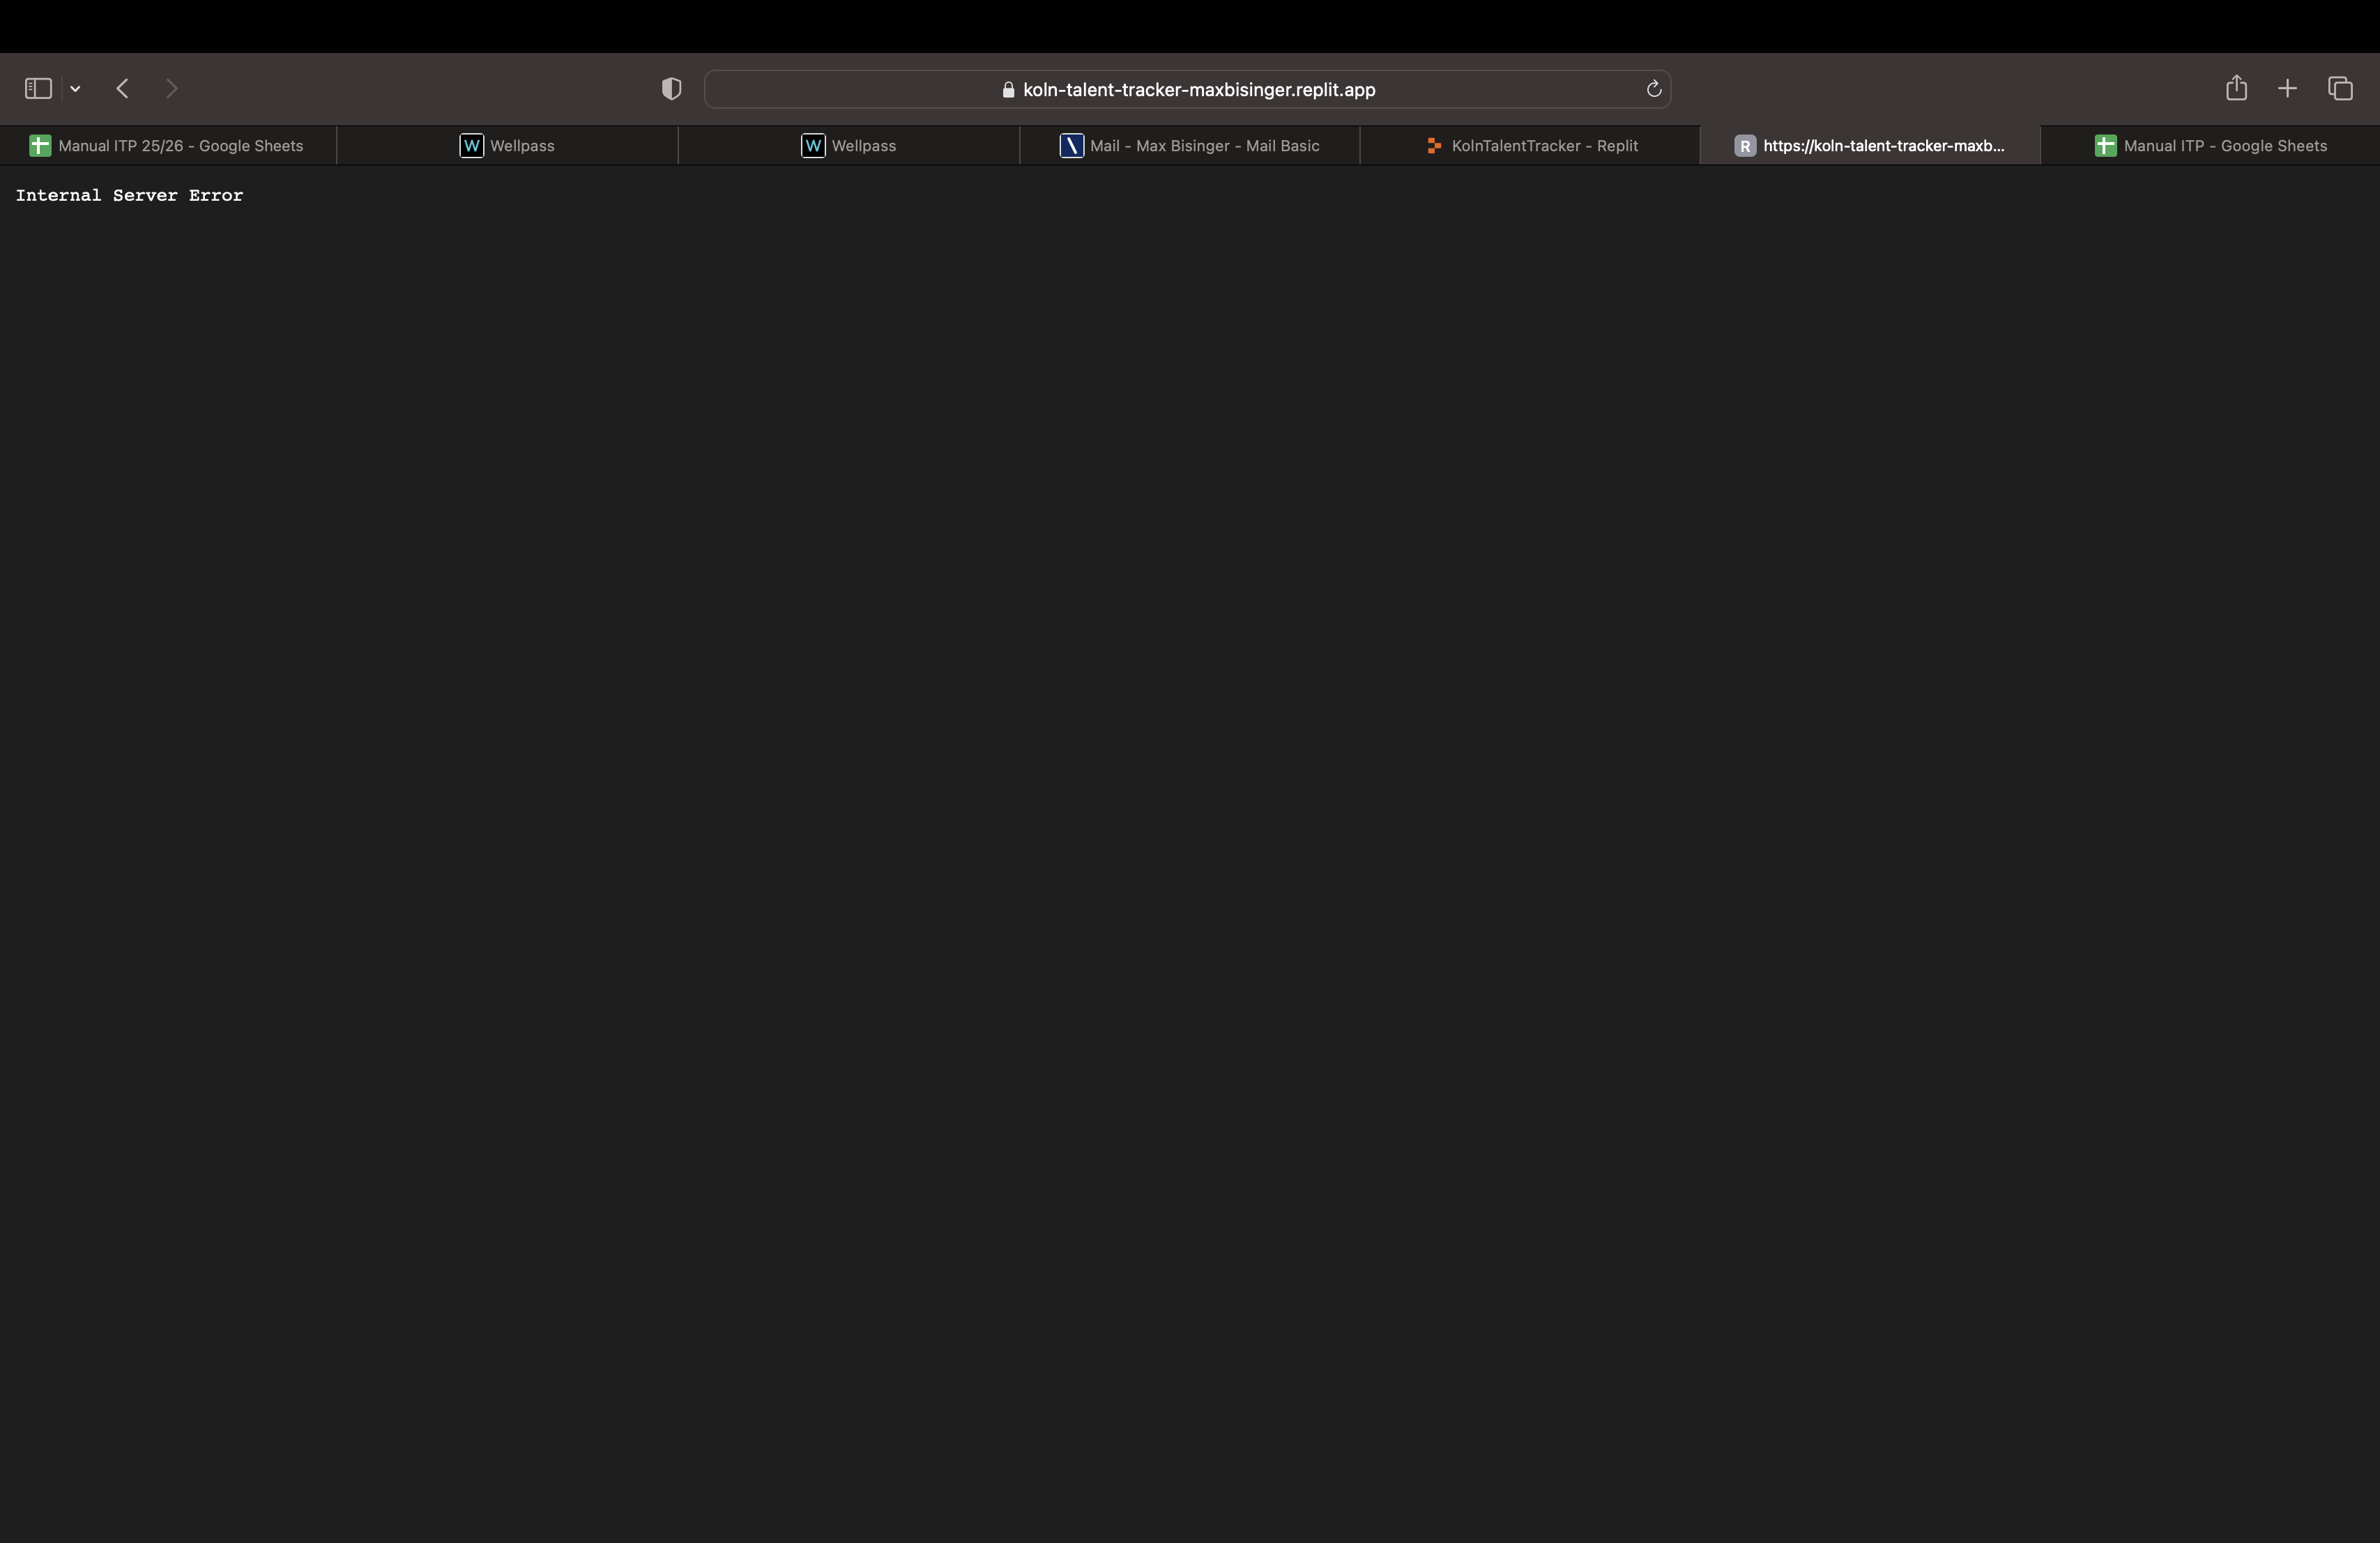 koln-talent-tracker-maxbisinger.replit.app
Manual ITP 25/26 - Google Sheets
W Wellpass
W Wellpass
Mail - Max Bisinger - Mail Basic
KolnTalentTracker - Replit
R https://koln-talent-tracker-maxb...
Manual ITP - Google Sheets
Internal Server Error